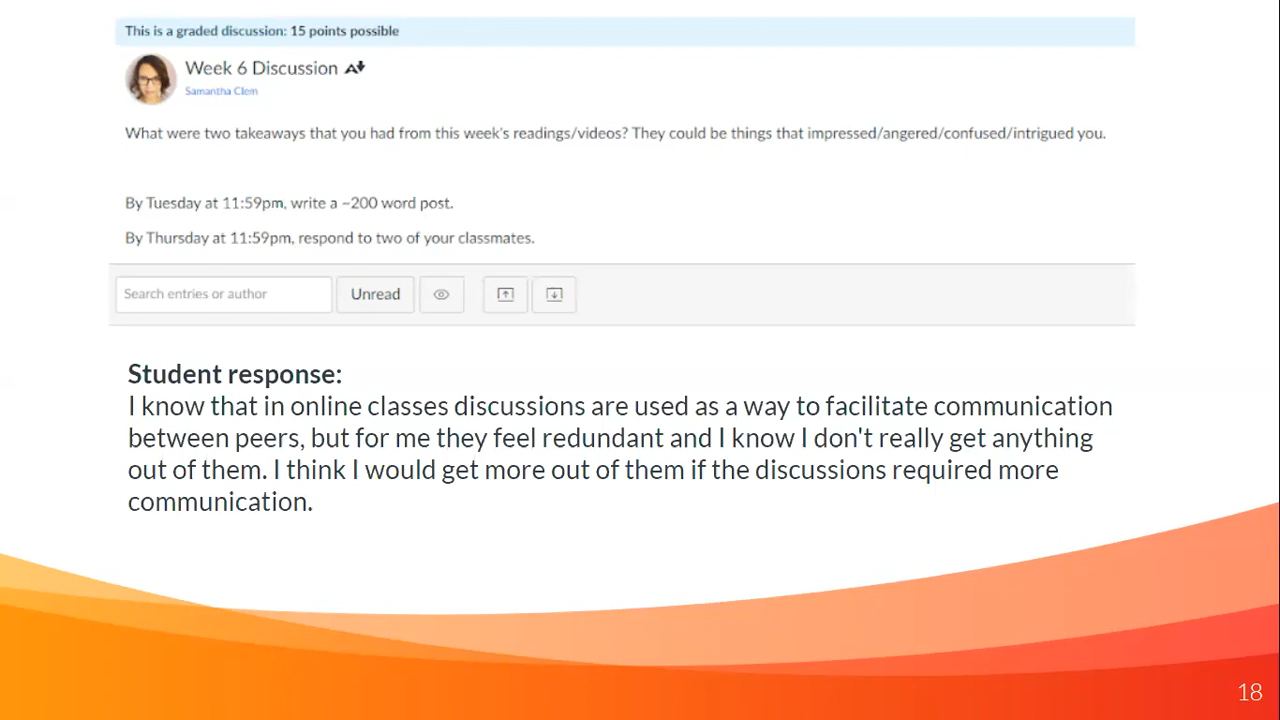 This is a graded discussion: 15 points possible
Week 6 Discussion
Samantha Clem
What were two takeaways that you had from this week's readings/videos? They could be things that impressed/angered/confused/intrigued you.
By Tuesday at 11:59pm, write a ~200 word post.
By Thursday at 11:59pm, respond to two of your classmates.
Search entries or author
Unread
Student response:
I know that in online classes discussions are used as a way to facilitate communication
between peers, but for me they feel redundant and I know I don't really get anything
out of them. I think I would get more out of them if the discussions required more
communication.
18